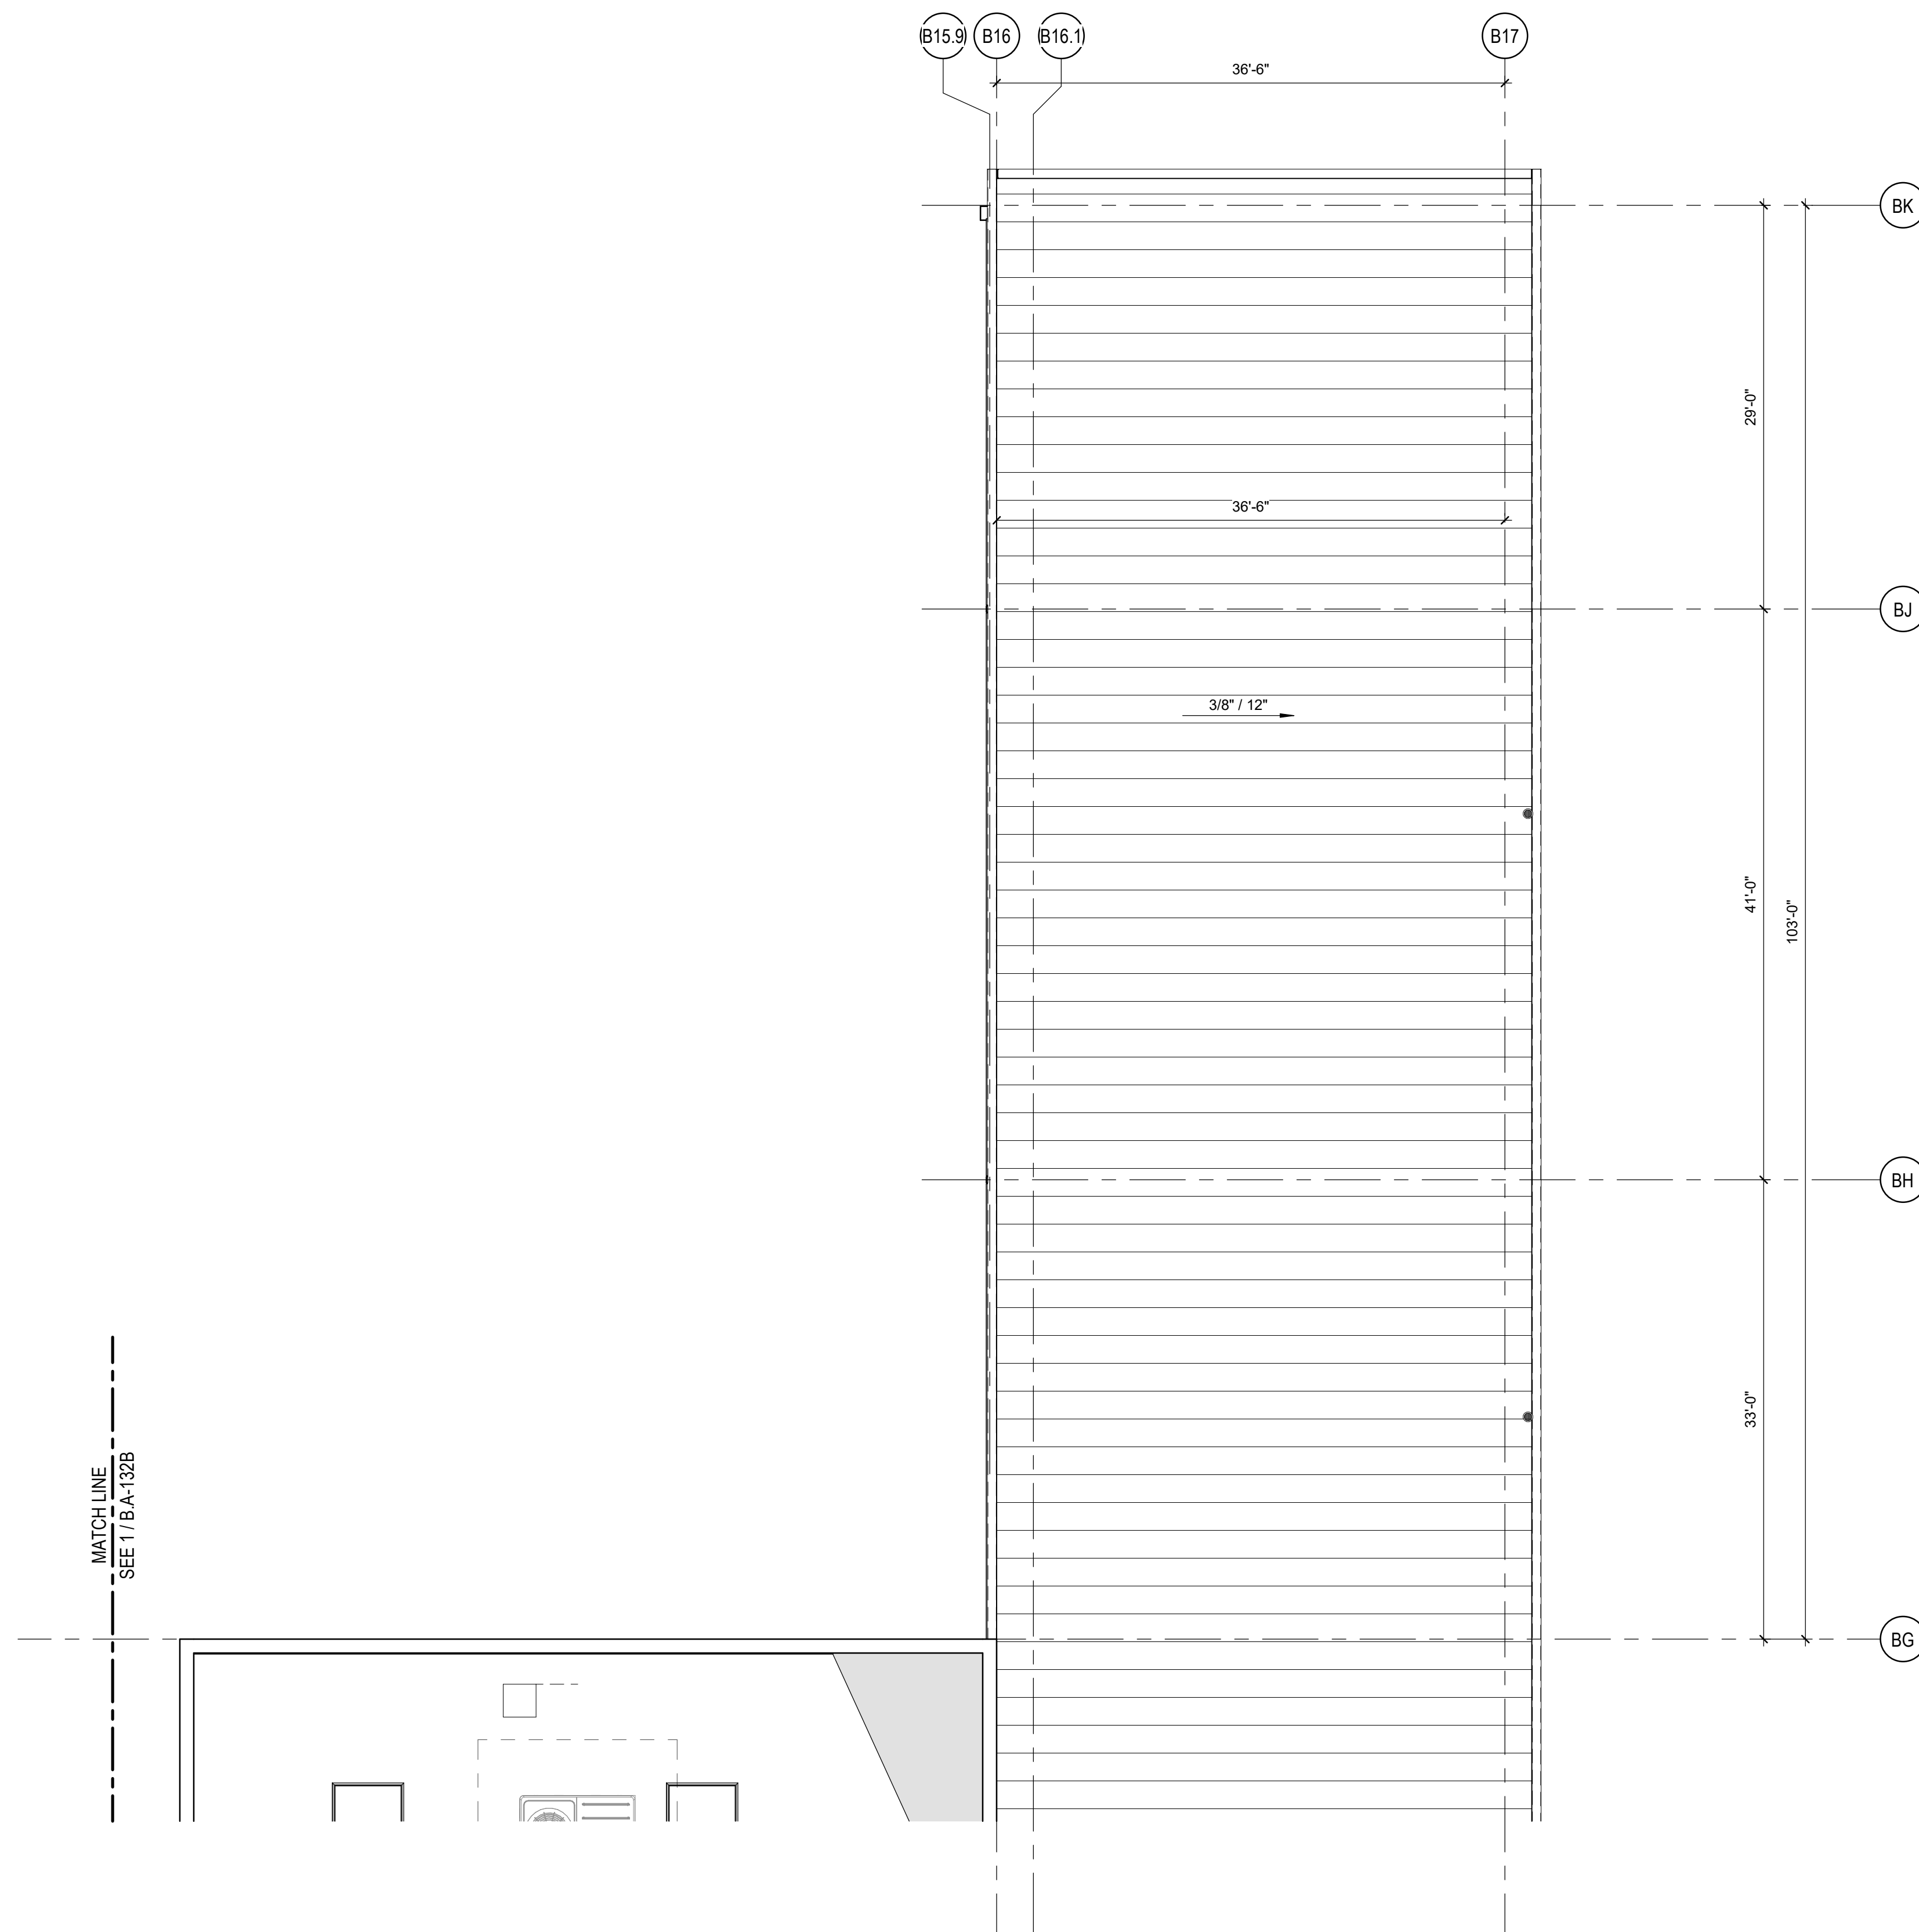 B15.9
B16
B16.1
B17
36'-6"
BK
29'-0"
36'-6"
BJ
3/8" / 12"
41'-0"
103'-0"
BH
33'-0"
MATCH LINE
SEE 1 / B.A-132B
BG